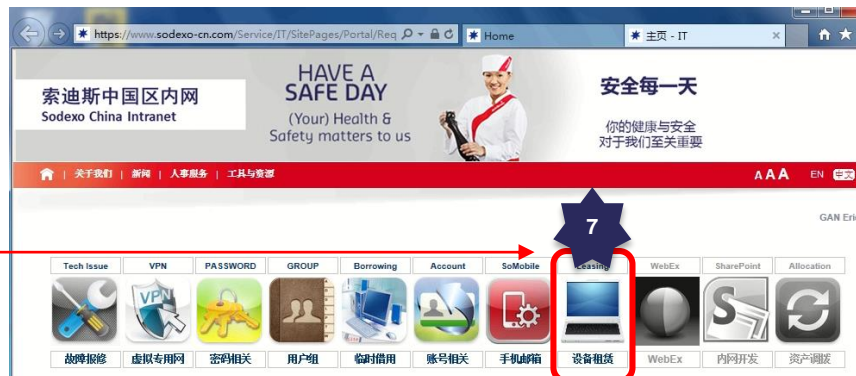 https://www.sodexo-cn.com/Service/IT/SitePages/Portal/Req
Home
主页 - IT
索迪斯中国区内网
Sodexo China Intranet
HAVE A
SAFE DAY
(Your) Health &
Safety matters to us
安全每一天
你的健康与安全
对于我们至关重要
关于我们 | 新闻 | 人事服务 | 工具与资源
A A A EN 中文
GAN Eri
7
Tech Issue VPN PASSWORD GROUP Borrowing Account SoMobile Leasing WebEx SharePoint Allocation
VPN
S
故障报修 虚拟专用网 密码相关 用户组 临时借用 账号相关 手机邮箱 设备租赁 WebEx 内网开发 资产调拨